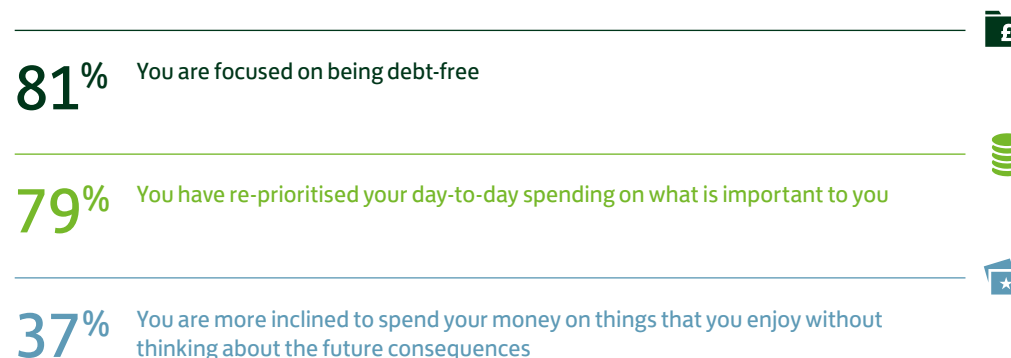 £
81% You are focused on being debt-free
79% You have re-prioritised your day-to-day spending on what is important to you
37% You are more inclined to spend your money on things that you enjoy without
thinking about the future consequences